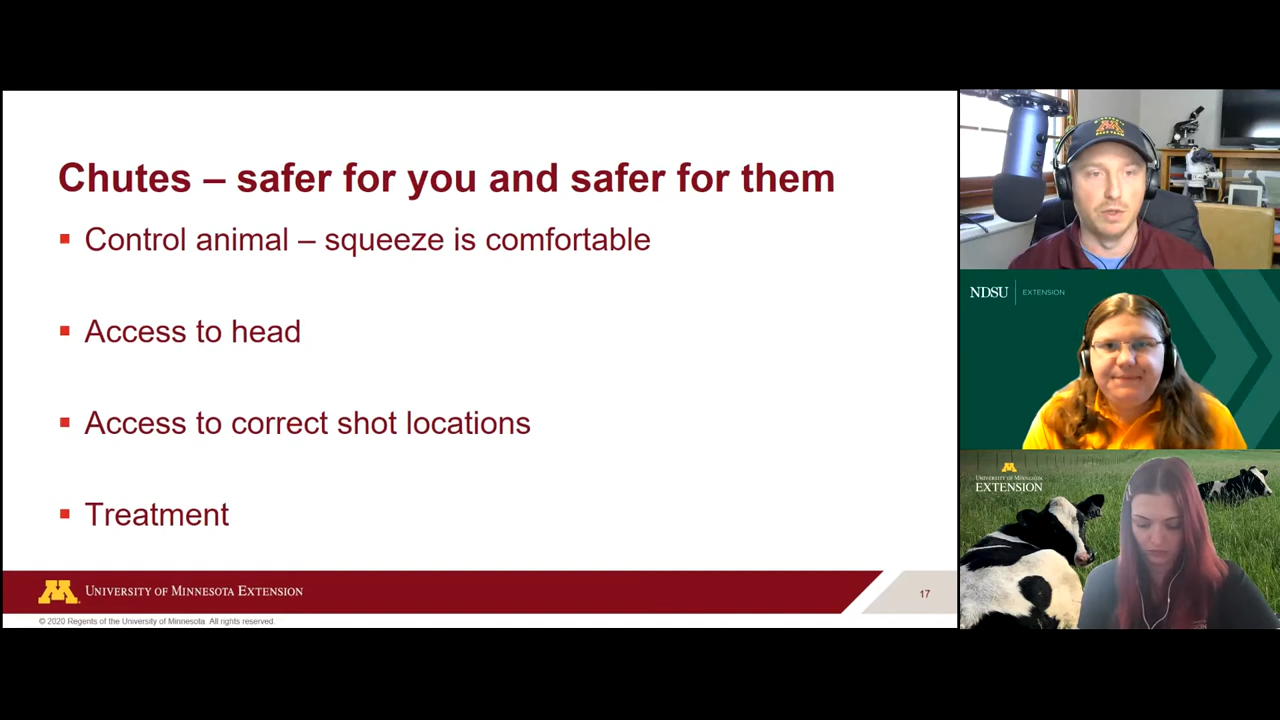 Chutes – safer for you and safer for them
Control animal – squeeze is comfortable
Access to head
Access to correct shot locations
Treatment
UNIVERSITY OF MINNESOTA EXTENSION
17
© 2020 Regents of the University of Minnesota All rights reserved.
NDSU EXTENSION
UNIVERSITY OF MINNESOTA
EXTENSION